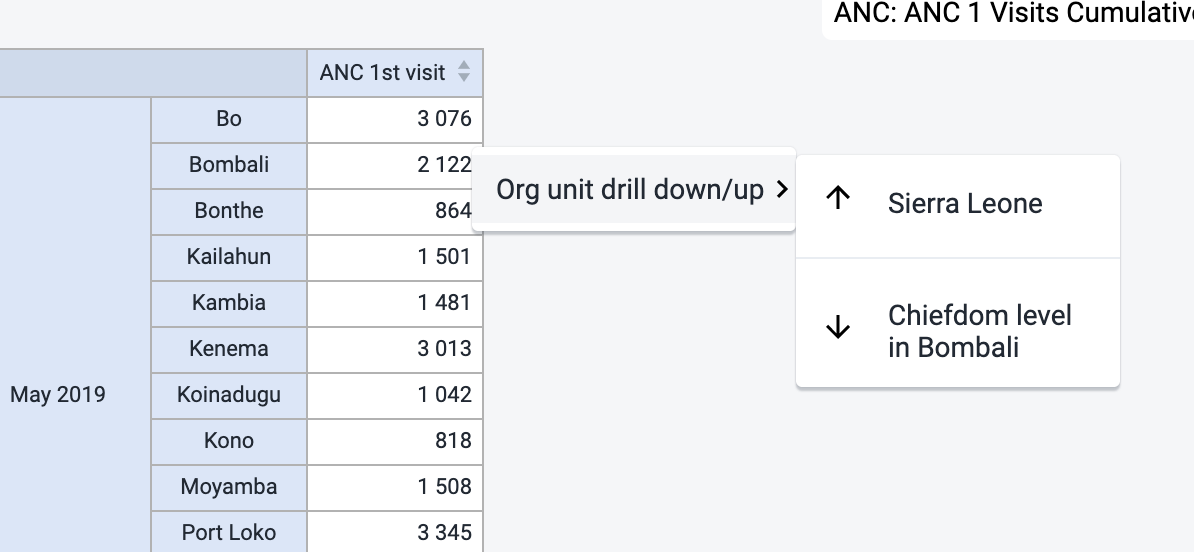 ANC: ANC 1 Visits Cumulativ
ANC 1st visit
Bo 3 076
Bombali 2 122
Bonthe 864
Kailahun 1 501
Kambia 1 481
Kenema 3 013
May 2019 Koinadugu 1 042
Kono 818
Moyamba 1 508
Port Loko 3 345
Org unit drill down/up
Sierra Leone
Chiefdom level
in Bombali